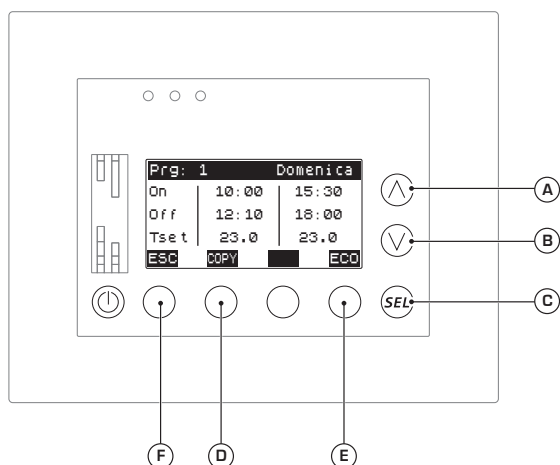 Prg: 1 Domenica
On 10:00 15:30
Off 12:10 18:00
Tset 23.0 23.0
ESC COPY ECO
A
B
SEL C
F D E